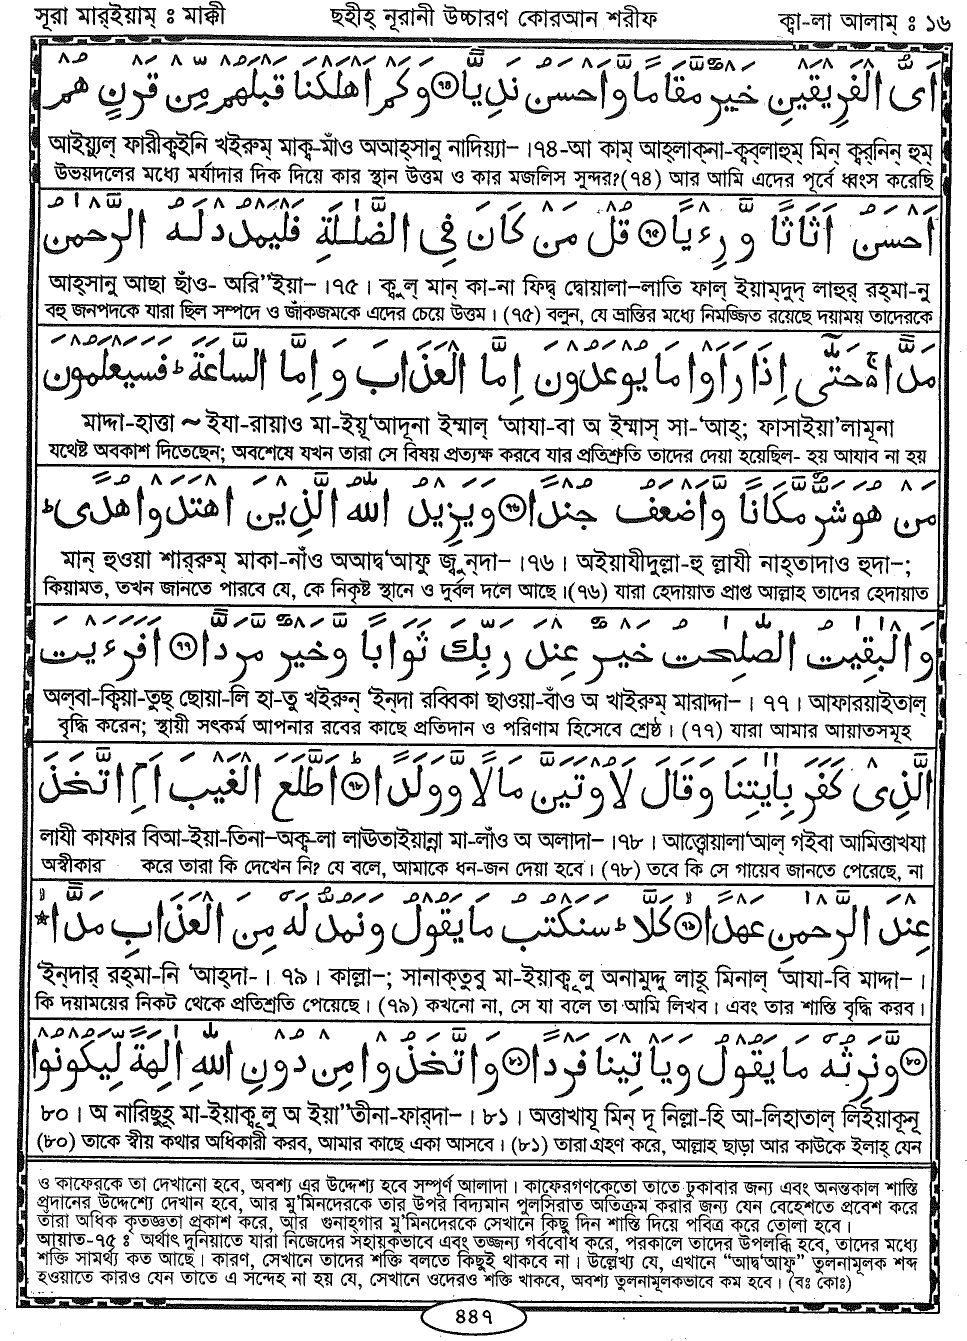 সূরা মার্‌ইয়াম্ ঃ মাক্কী ছহীহ্ নূরানী উচ্চারণ কোরআন শরীফ ক্বা-লা আলাম্ ঃ ১৬
اَىُّ الْفَرِيْقَيْنِ خَيْرٌ مَّقَامًا وَّاَحْسَنُ نَدِيًّا ۝٧٣ وَكَمْ اَهْلَكْنَا قَبْلَهُمْ مِّنْ قَرْنٍ هُمْ
আইয়্যুল্ ফারীক্বইনি খইরুম্ মাক্ব-মাঁও অআহ্‌সানু নাদিয়্যা– ।৭৪-আ কাম্ আহ্‌লাক্‌না-ক্ববলাহুম্ মিন্ ক্বর্‌নিন্ হুম্
উভয়দলের মধ্যে মর্যাদার দিক দিয়ে কার স্থান উত্তম ও কার মজলিস সুন্দর?(৭৪) আর আমি এদের পূর্বে ধ্বংস করেছি
اَحْسَنُ اَثَاثًا وَّرِءْيًا ۝٧٤ قُلْ مَنْ كَانَ فِى الضَّلٰلَةِ فَلْيَمْدُدْ لَهُ الرَّحْمٰنُ
আহ্‌সানু আছা ছাঁও- অরি"ইয়া– ।৭৫। ক্বুল্ মান্ কা-না ফিদ্ব দ্বোয়ালা–লাতি ফাল্ ইয়াম্‌দুদ্ লাহুর্ রহ্‌মা-নু
বহু জনপদকে যারা ছিল সম্পদে ও জাঁকজমকে এদের চেয়ে উত্তম। (৭৫) বলুন, যে ভ্রান্তির মধ্যে নিমজ্জিত রয়েছে দয়াময় তাদেরকে
مَدًّا ۚ حَتّٰٓى اِذَا رَاَوْا مَا يُوْعَدُوْنَ اِمَّا الْعَذَابَ وَاِمَّا السَّاعَةَ ؕ فَسَيَعْلَمُوْنَ
মাদ্দা-হাত্তা ~ ইযা-রায়াও মা-ইয়ূ'আদূনা ইম্মাল্ 'আযা-বা অ ইম্মাস্ সা-'আহ্; ফাসাইয়া'লামূনা
যথেষ্ট অবকাশ দিতেছেন; অবশেষে যখন তারা সে বিষয় প্রত্যক্ষ করবে যার প্রতিশ্রুতি তাদের দেয়া হয়েছিল- হয় আযাব না হয়
مَنْ هُوَ شَرٌّ مَّكَانًا وَّاَضْعَفُ جُنْدًا ۝٧٥ وَيَزِيْدُ اللّٰهُ الَّذِيْنَ اهْتَدَوْا هُدًى ؕ
মান্ হুওয়া শার্‌রুম্ মাকা-নাঁও অআদ্ব'আফু জুন্‌দা– ।৭৬। অইয়াযীদুল্লা-হু ল্লাযী নাহ্‌তাদাও হুদা–;
কিয়ামত, তখন জানতে পারবে যে, কে নিকৃষ্ট স্থানে ও দুর্বল দলে আছে।(৭৬) যারা হেদায়াত প্রাপ্ত আল্লাহ তাদের হেদায়াত
وَالْبٰقِيٰتُ الصّٰلِحٰتُ خَيْرٌ عِنْدَ رَبِّكَ ثَوَابًا وَّخَيْرٌ مَّرَدًّا ۝٧٦ اَفَرَءَيْتَ
অল্‌বা-ক্বিয়া-তুছ্ ছোয়া-লি হা-তু খইরুন্ 'ইন্‌দা রব্বিকা ছাওয়া-বাঁও অ খাইরুম্ মারাদ্দা– ।৭৭। আফারয়াইতাল্
বৃদ্ধি করেন; স্থায়ী সৎকর্ম আপনার রবের কাছে প্রতিদান ও পরিণাম হিসেবে শ্রেষ্ঠ। (৭৭) যারা আমার আয়াতসমূহ
الَّذِىْ كَفَرَ بِاٰيٰتِنَا وَقَالَ لَاُوْتَيَنَّ مَالًا وَّوَلَدًا ۝٧٧ اَطَّلَعَ الْغَيْبَ اَمِ اتَّخَذَ
লাযী কাফার বিআ-ইয়া-তিনা–অক্ব-লা লাঊতাইয়ান্না মা-লাঁও অ অলাদা– ।৭৮। আত্ত্বোয়ালা'আল্ গইবা আমিত্তাখযা
অস্বীকার করে তারা কি দেখেন নি? যে বলে, আমাকে ধন-জন দেয়া হবে। (৭৮) তবে কি সে গায়েব জানতে পেরেছে, না
عِنْدَ الرَّحْمٰنِ عَهْدًا ۝٧٨ كَلَّا ؕ سَنَكْتُبُ مَا يَقُوْلُ وَنَمُدُّ لَهٗ مِنَ الْعَذَابِ مَدًّا
'ইন্‌দার্ রহ্‌মা-নি 'আহ্‌দা-।৭৯। কাল্লা–; সানাক্‌তুবু মা-ইয়াক্বূ লু অনামুদ্দু লাহূ মিনাল্ 'আযা-বি মাদ্দা–।
কি দয়াময়ের নিকট থেকে প্রতিশ্রতি পেয়েছে। (৭৯) কখনো না, সে যা বলে তা আমি লিখব। এবং তার শাস্তি বৃদ্ধি করব।
۝٨٠ وَّنَرِثُهٗ مَا يَقُوْلُ وَيَاْتِيْنَا فَرْدًا ۝٨١ وَاتَّخَذُوْا مِنْ دُوْنِ اللّٰهِ اٰلِهَةً لِّيَكُوْنُوْا
৮০। অ নারিছুহূ মা-ইয়াক্বূ লু অ ইয়া"তীনা-ফার্‌দা– ।৮১। অত্তাখাযূ মিন্ দূ নিল্লা-হি আ-লিহাতাল্ লিইয়াকূনূ
(৮০) তাকে স্বীয় কথার অধিকারী করব, আমার কাছে একা আসবে। (৮১) তারা গ্রহণ করে, আল্লাহ ছাড়া আর কাউকে ইলাহ্ যেন
ও কাফেরকে তা দেখানো হবে, অবশ্য এর উদ্দেশ্য হবে সম্পূর্ণ আলাদা। কাফেরগণকেতো তাতে ঢুকাবার জন্য এবং অনন্তকাল শাস্তি
প্রদানের উদ্দেশ্যে দেখান হবে, আর মু'মিনদেরকে তার উপর বিদ্যমান পুলসিরাত অতিক্রম করার জন্য যেন বেহেশতে প্রবেশ করে
তারা অধিক কৃতজ্ঞতা প্রকাশ করে, আর গুনাহ্‌গার মু'মিনদেরকে সেখানে কিছু দিন শাস্তি দিয়ে পবিত্র করে তোলা হবে।
আয়াত-৭৫ ঃ অর্থাৎ দুনিয়াতে যারা নিজেদের সহায়কভাবে এবং তজ্জন্য গর্ববোধ করে, পরকালে তাদের উপলব্ধি হবে, তাদের মধ্যে
শক্তি সামর্থ্য কত আছে। কারণ, সেখানে তাদের শক্তি বলতে কিছুই থাকবে না। উল্লেখ্য যে, এখানে "আদ্ব'আফু" তুলনামূলক শব্দ
হওয়াতে কারও যেন তাতে এ সন্দেহ না হয় যে, সেখানে ওদেরও শক্তি থাকবে, অবশ্য তুলনামূলকভাবে কম হবে। (বঃ কোঃ)
৪৪৭